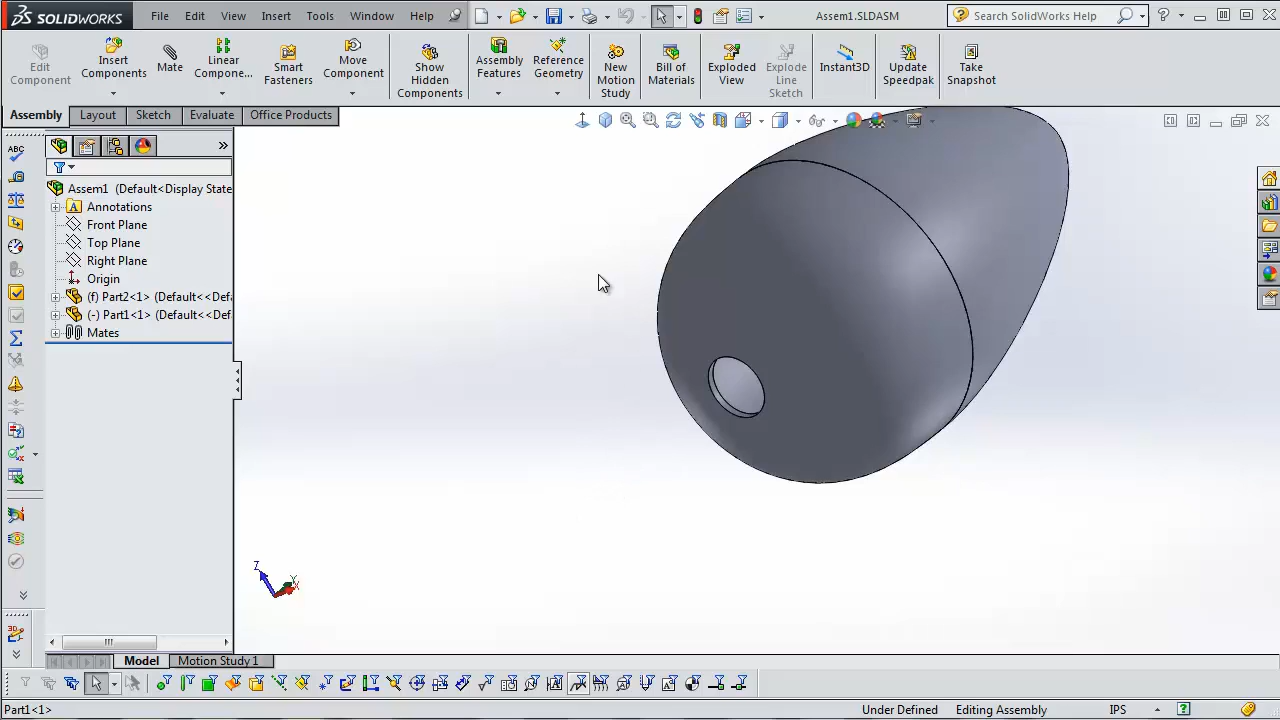 SOLIDWORKS File Edit View Insert Tools Window Help Assem1.SLDASM Search SolidWorks Help
Edit Component
Insert Components
Mate
Linear Compone...
Smart Fasteners
Move Component
Show Hidden Components
Assembly Features
Reference Geometry
New Motion Study
Bill of Materials
Exploded View
Explode Line Sketch
Instant3D
Update Speedpak
Take Snapshot
Assembly Layout Sketch Evaluate Office Products
Assem1 (Default<Display State
Annotations
Front Plane
Top Plane
Right Plane
Origin
(f) Part2<1> (Default<<Defa
(-) Part1<1> (Default<<Def
Mates
Z
Y
X
Model Motion Study 1
Part1<1> Under Defined Editing Assembly IPS